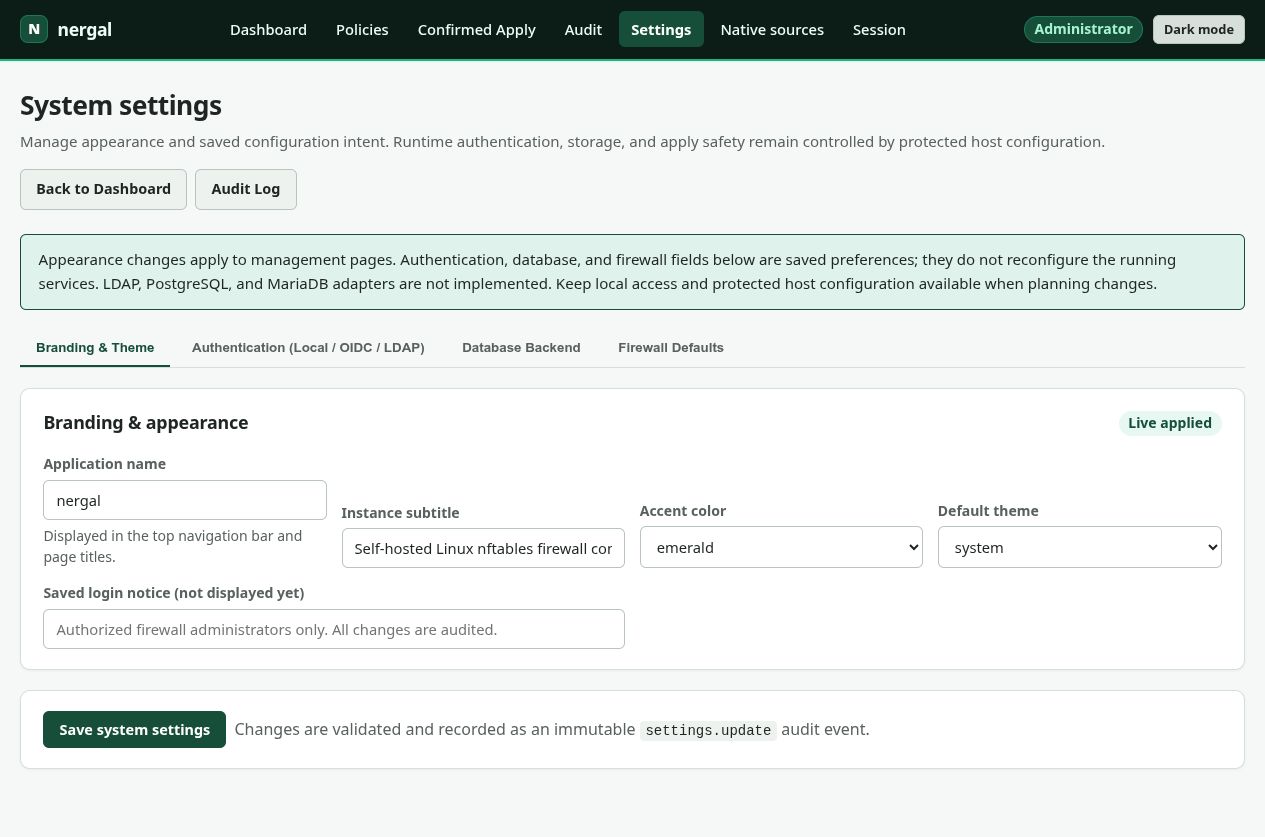 N nergal Dashboard Policies Confirmed Apply Audit Settings Native sources Session Administrator Dark mode
System settings
Manage appearance and saved configuration intent. Runtime authentication, storage, and apply safety remain controlled by protected host configuration.
Back to Dashboard Audit Log
Appearance changes apply to management pages. Authentication, database, and firewall fields below are saved preferences; they do not reconfigure the running
services. LDAP, PostgreSQL, and MariaDB adapters are not implemented. Keep local access and protected host configuration available when planning changes.
Branding & Theme Authentication (Local / OIDC / LDAP) Database Backend Firewall Defaults
Branding & appearance Live applied
Application name
nergal
Displayed in the top navigation bar and
page titles.
Instance subtitle
Self-hosted Linux nftables firewall cor
Accent color
emerald
Default theme
system
Saved login notice (not displayed yet)
Authorized firewall administrators only. All changes are audited.
Save system settings Changes are validated and recorded as an immutable settings.update audit event.